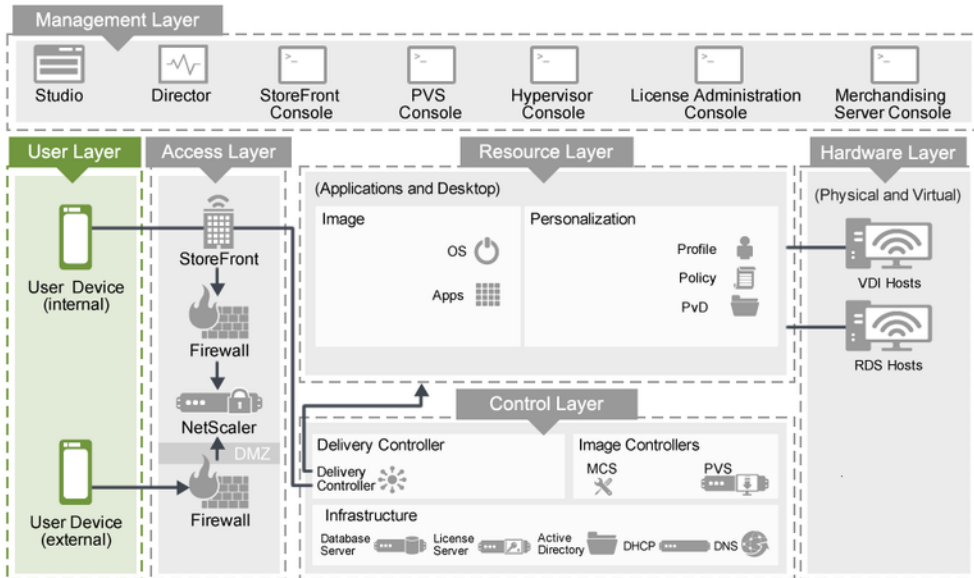 Management Layer
Studio
Director
StoreFront
Console
PVS
Console
Hypervisor
Console
License Administration
Console
Merchandising
Server Console
User Layer
User Device
(internal)
User Device
(external)
Access Layer
StoreFront
Firewall
NetScaler
DMZ
Firewall
Resource Layer
(Applications and Desktop)
Image
OS
Apps
Personalization
Profile
Policy
PvD
Control Layer
Delivery Controller
Delivery
Controller
Image Controllers
MCS
PVS
Infrastructure
Database
Server
License
Server
Active
Directory
DHCP
DNS
Hardware Layer
(Physical and Virtual)
VDI Hosts
RDS Hosts